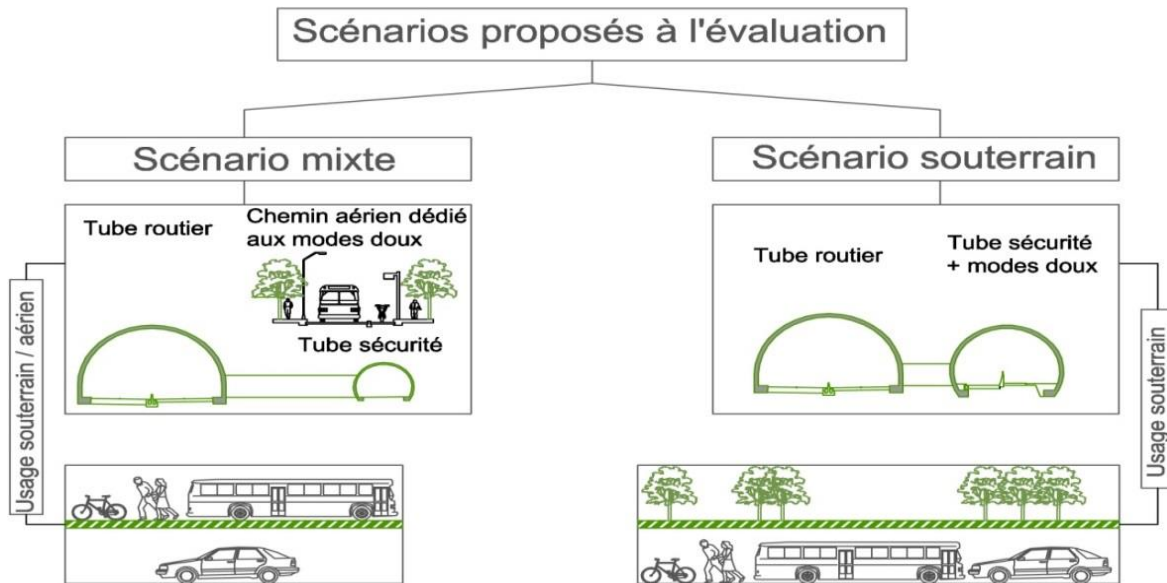 Scénarios proposés à l'évaluation
Scénario mixte
Scénario souterrain
Tube routier
Chemin aérien dédié
aux modes doux
Tube sécurité
Usage souterrain / aérien
Tube routier
Tube sécurité
+ modes doux
Usage souterrain